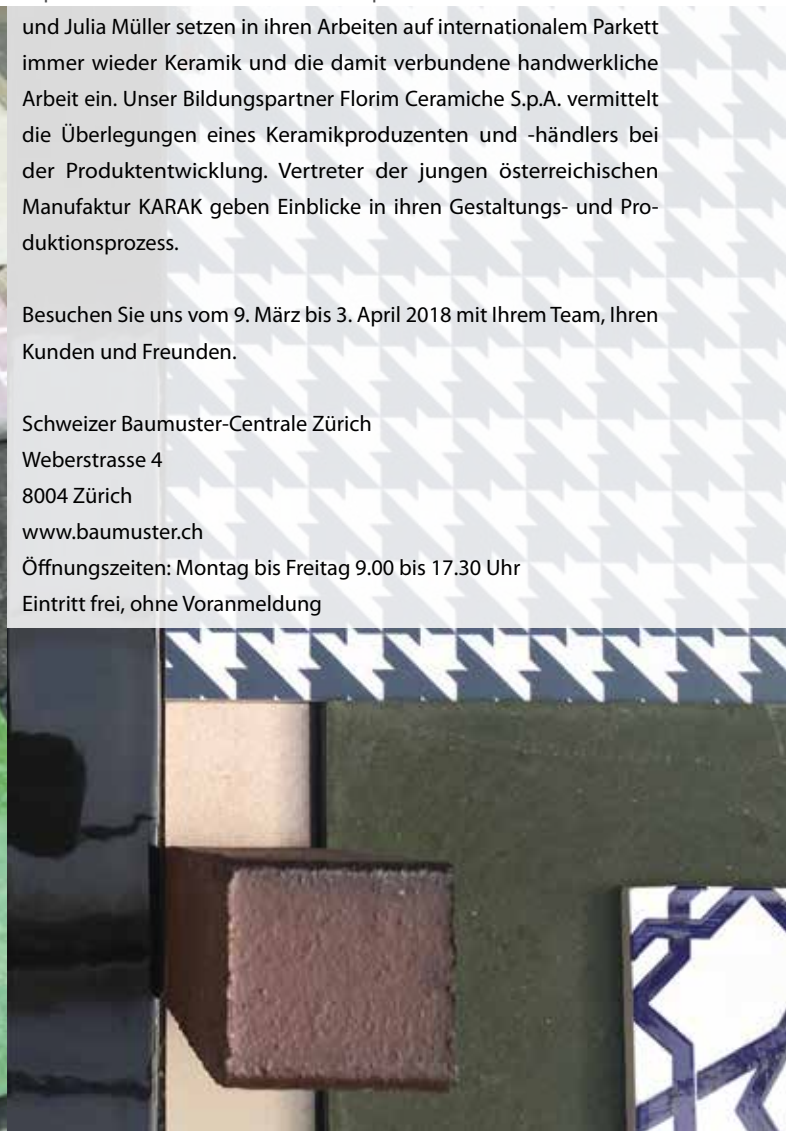 und Julia Müller setzen in ihren Arbeiten auf internationalem Parkett
immer wieder Keramik und die damit verbundene handwerkliche
Arbeit ein. Unser Bildungspartner Florim Ceramiche S.p.A. vermittelt
die Überlegungen eines Keramikproduzenten und -händlers bei
der Produktentwicklung. Vertreter der jungen österreichischen
Manufaktur KARAK geben Einblicke in ihren Gestaltungs- und Pro-
duktionsprozess.
Besuchen Sie uns vom 9. März bis 3. April 2018 mit Ihrem Team, Ihren
Kunden und Freunden.
Schweizer Baumuster-Centrale Zürich
Weberstrasse 4
8004 Zürich
www.baumuster.ch
Öffnungszeiten: Montag bis Freitag 9.00 bis 17.30 Uhr
Eintritt frei, ohne Voranmeldung